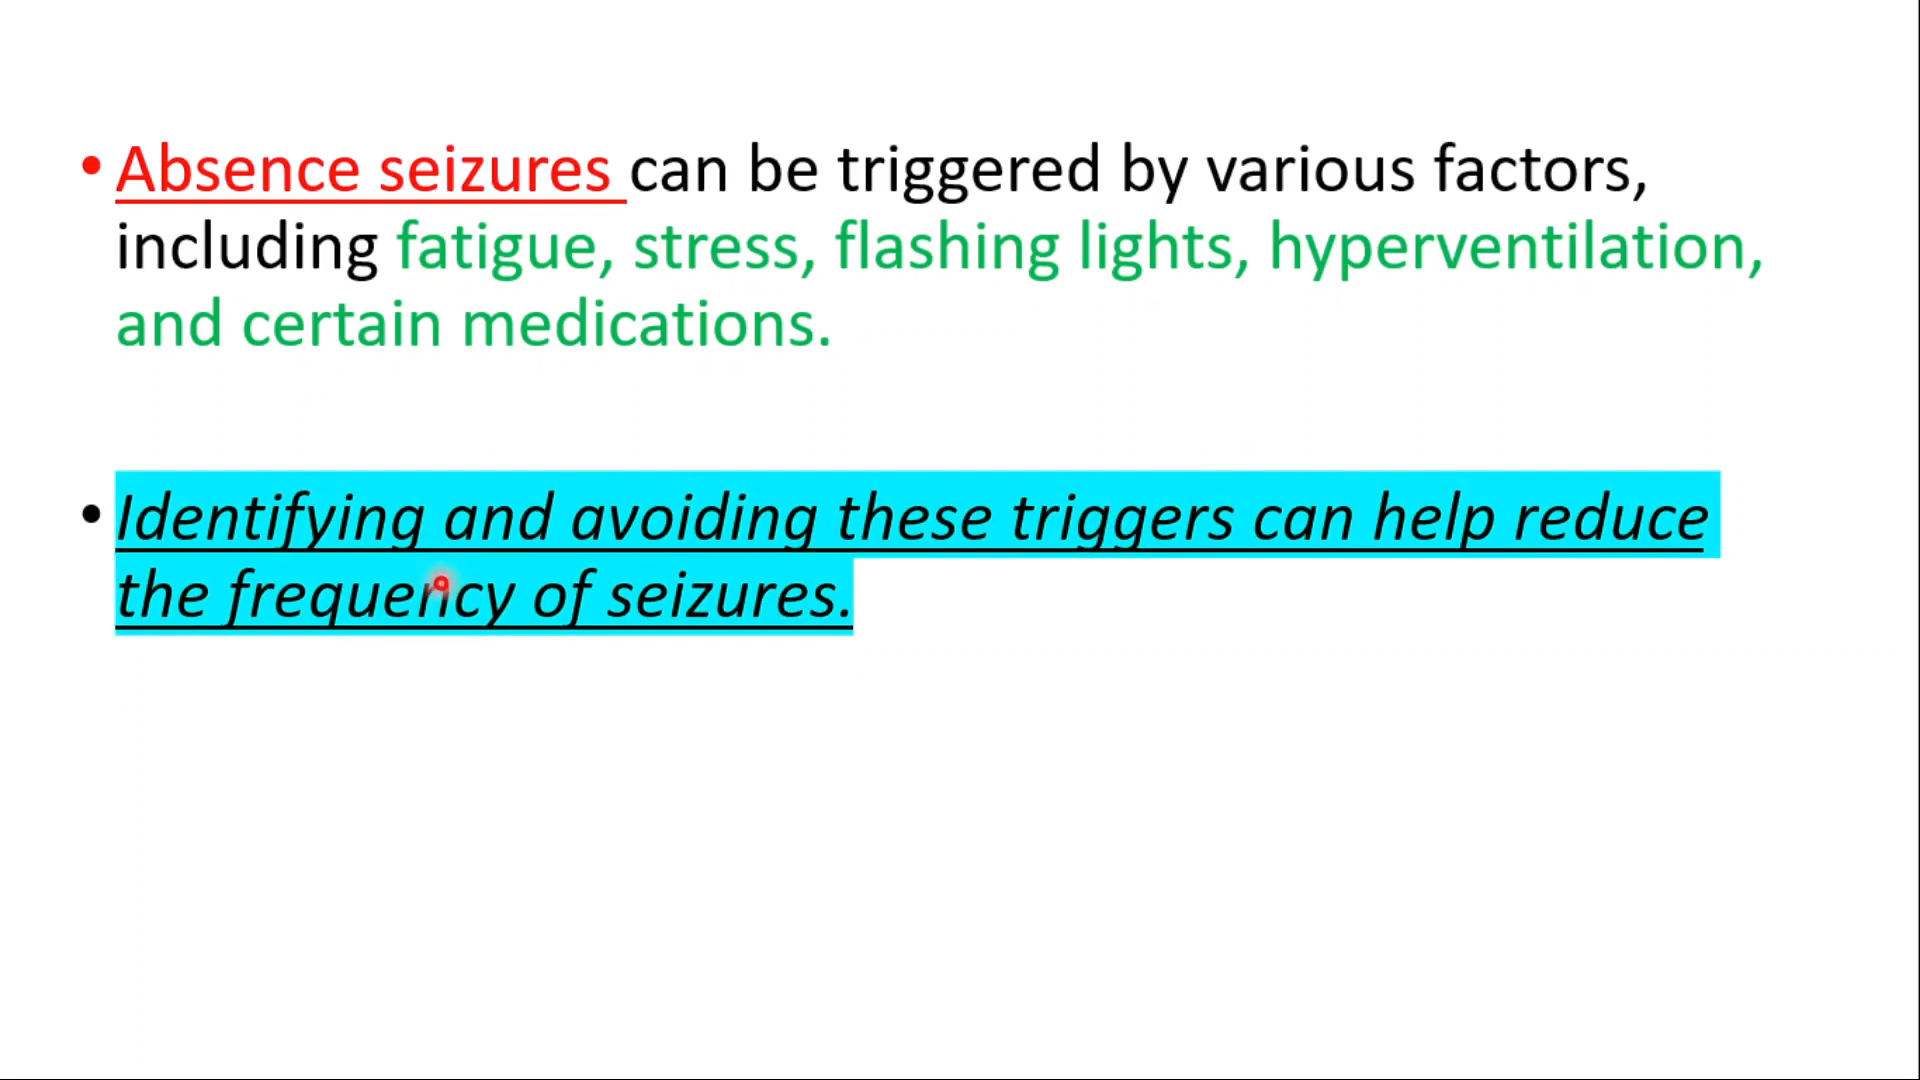 • Absence seizures can be triggered by various factors,
including fatigue, stress, flashing lights, hyperventilation,
and certain medications.
• Identifying and avoiding these triggers can help reduce
the frequency of seizures.